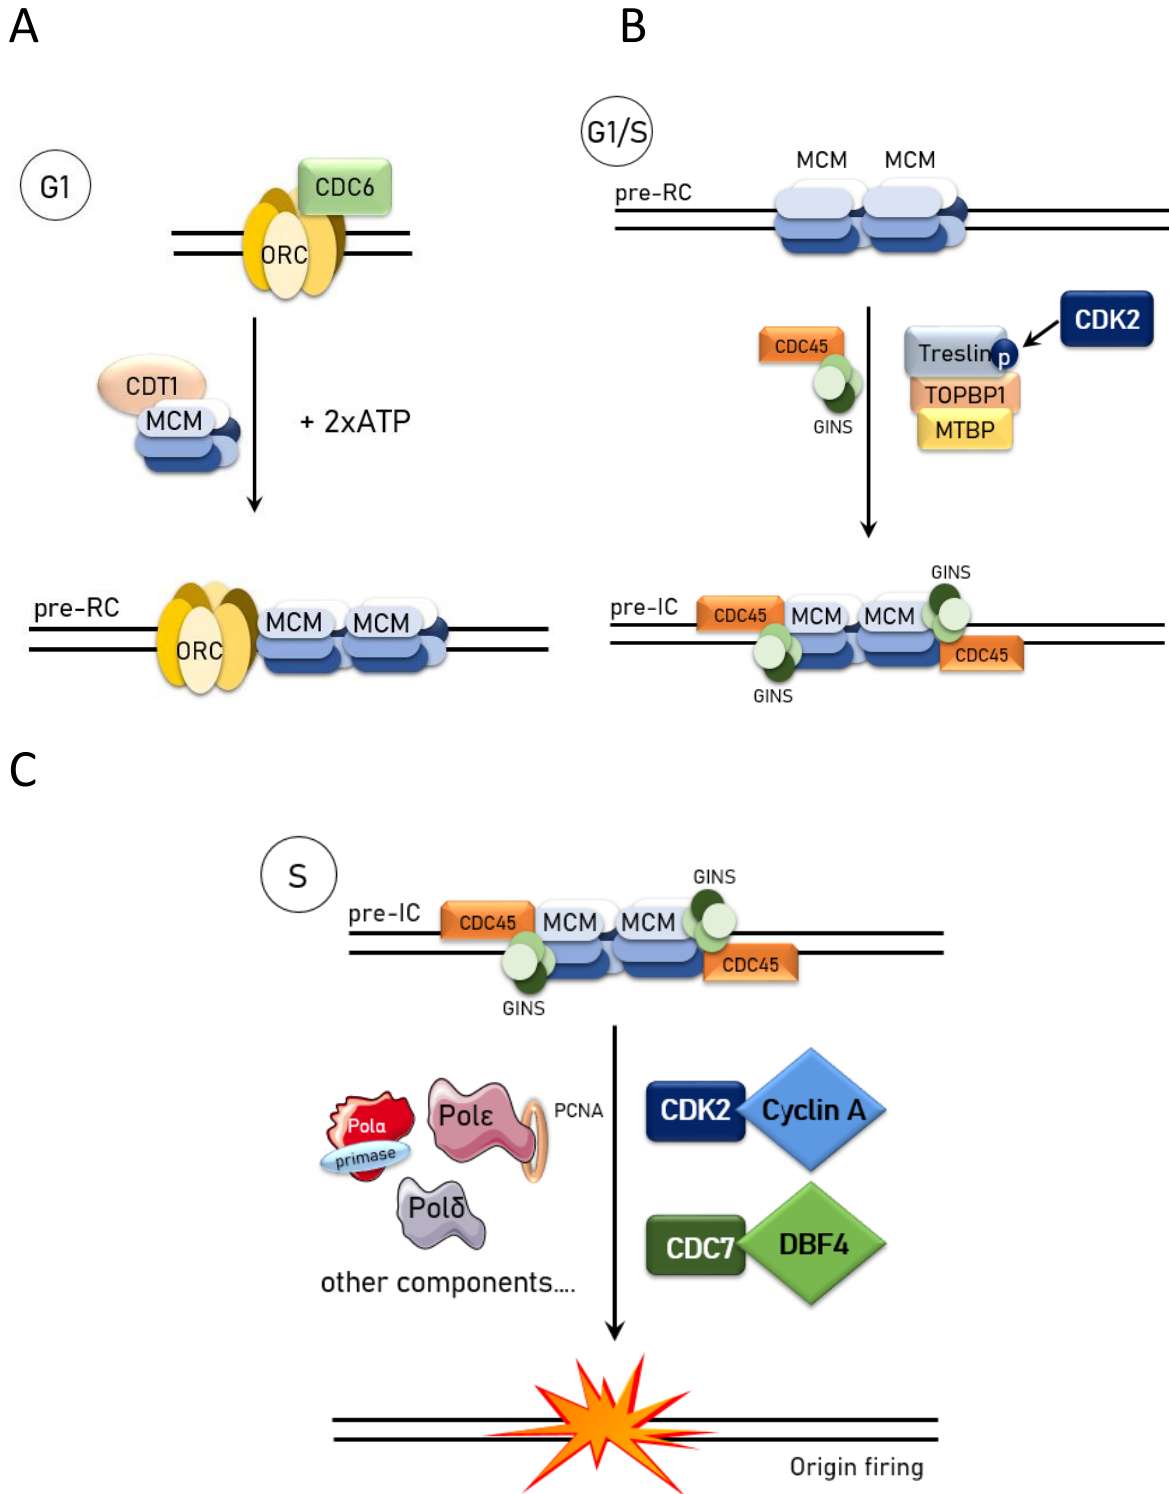 A
B
G1
CDC6
ORC
CDT1
MCM
+ 2xATP
pre-RC
ORC
MCM
MCM
G1/S
MCM
MCM
pre-RC
CDK2
CDC45
GINS
Treslin
p
TOPBP1
MTBP
GINS
pre-IC
CDC45
MCM
MCM
CDC45
GINS
C
S
GINS
pre-IC
CDC45
MCM
MCM
CDC45
GINS
Polα
primase
Polε
PCNA
Polδ
other components....
CDK2
Cyclin A
CDC7
DBF4
Origin firing